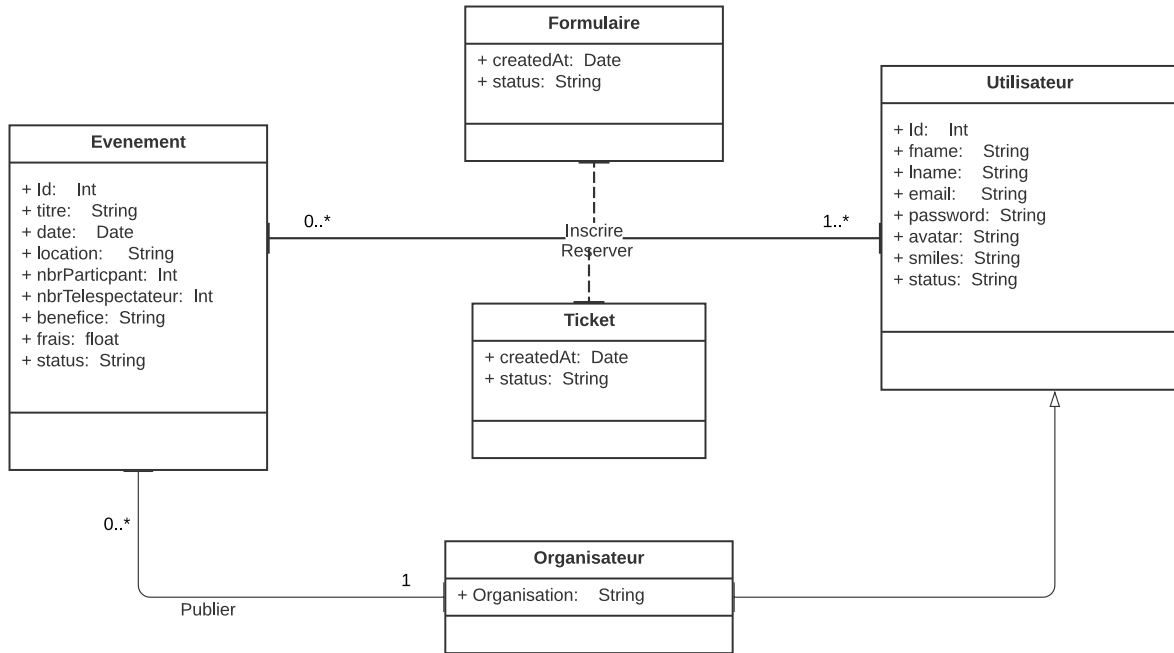 Formulaire
+ createdAt: Date
+ status: String
Utilisateur
+ Id: Int
+ fname: String
+ lname: String
+ email: String
+ password: String
+ avatar: String
+ smiles: String
+ status: String
Evenement
+ Id: Int
+ titre: String
+ date: Date
+ location: String
+ nbrParticpant: Int
+ nbrTelespectateur: Int
+ benefice: String
+ frais: float
+ status: String
0..*
1..*
Inscrire
Reserver
Ticket
+ createdAt: Date
+ status: String
0..*
1
Publier
Organisateur
+ Organisation: String